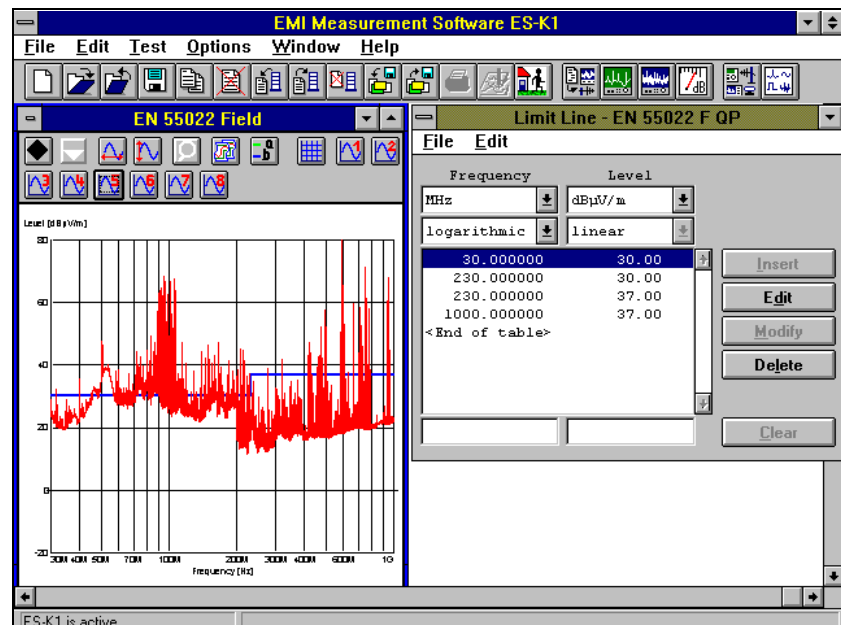 EMI Measurement Software ES-K1
File Edit Test Options Window Help
EN 55022 Field
Level [dBµV/m]
80
60
40
20
0
-20
30M 40M 50M 70M 100M 200M 300M 400M 600M 1G
Frequency [Hz]
Limit Line - EN 55022 F QP
File Edit
Frequency Level
MHz dBµV/m
logarithmic linear
30.000000 30.00
230.000000 30.00
230.000000 37.00
1000.000000 37.00
<End of table>
Insert
Edit
Modify
Delete
Clear
ES-K1 is active